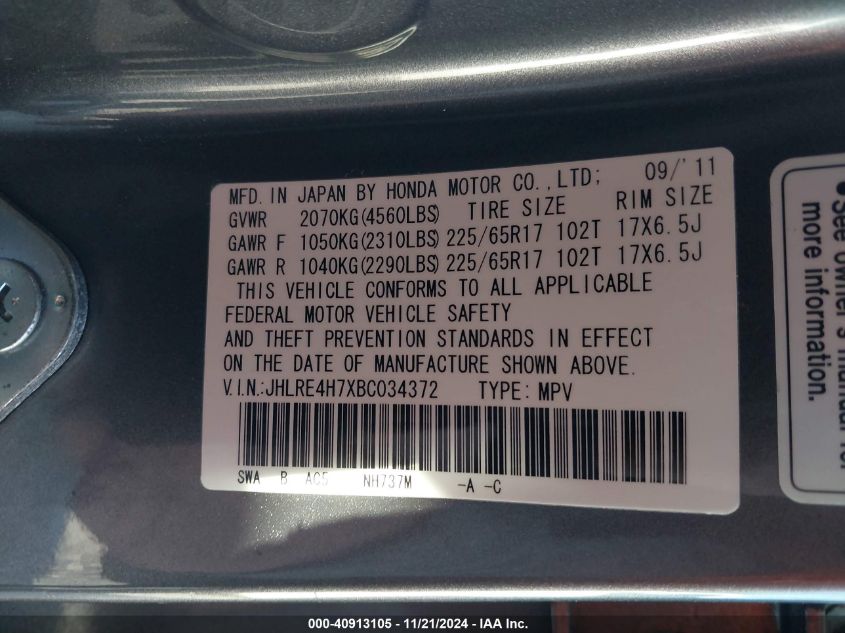 MFD. IN JAPAN BY HONDA MOTOR CO., LTD; 09/'11
GVWR 2070KG(4560LBS) TIRE SIZE RIM SIZE
GAWR F 1050KG(2310LBS) 225/65R17 102T 17X6.5J
GAWR R 1040KG(2290LBS) 225/65R17 102T 17X6.5J
THIS VEHICLE CONFORMS TO ALL APPLICABLE
FEDERAL MOTOR VEHICLE SAFETY
AND THEFT PREVENTION STANDARDS IN EFFECT
ON THE DATE OF MANUFACTURE SHOWN ABOVE.
V.I.N.:JHLRE4H7XBC034372 TYPE: MPV
SWA B AC5 NH737M -A -C
•See owner's manual for
more information.
000-40913105 - 11/21/2024 - IAA Inc.